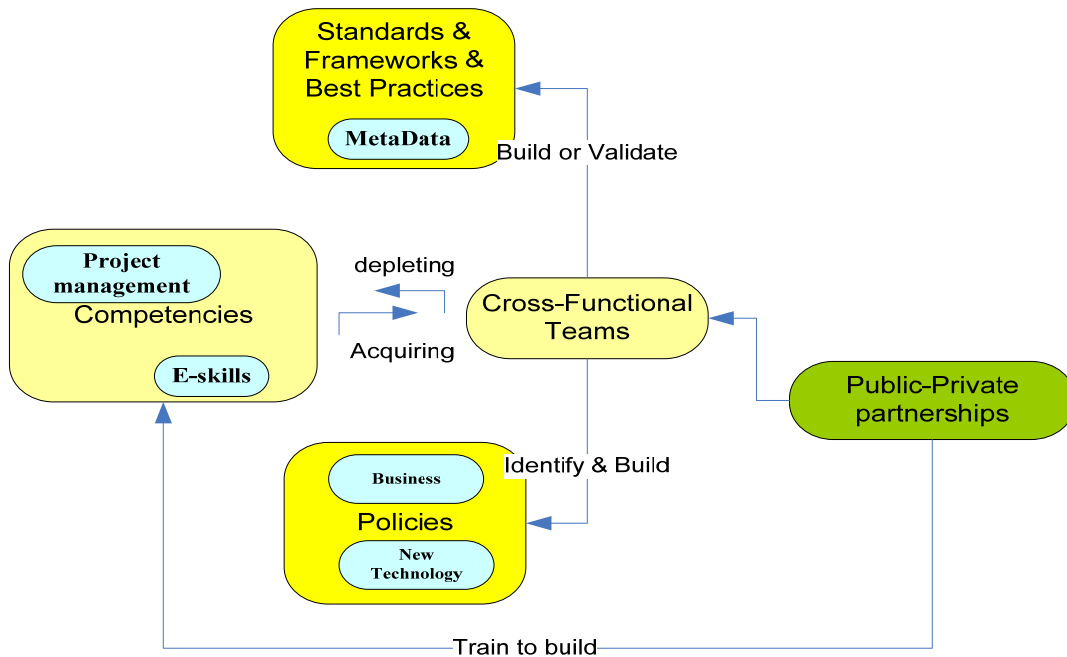 Standards &
Frameworks &
Best Practices
MetaData
Build or Validate
Project
management
Competencies
E-skills
depleting
Acquiring
Cross-Functional
Teams
Public-Private
partnerships
Identify & Build
Business
Policies
New
Technology
Train to build